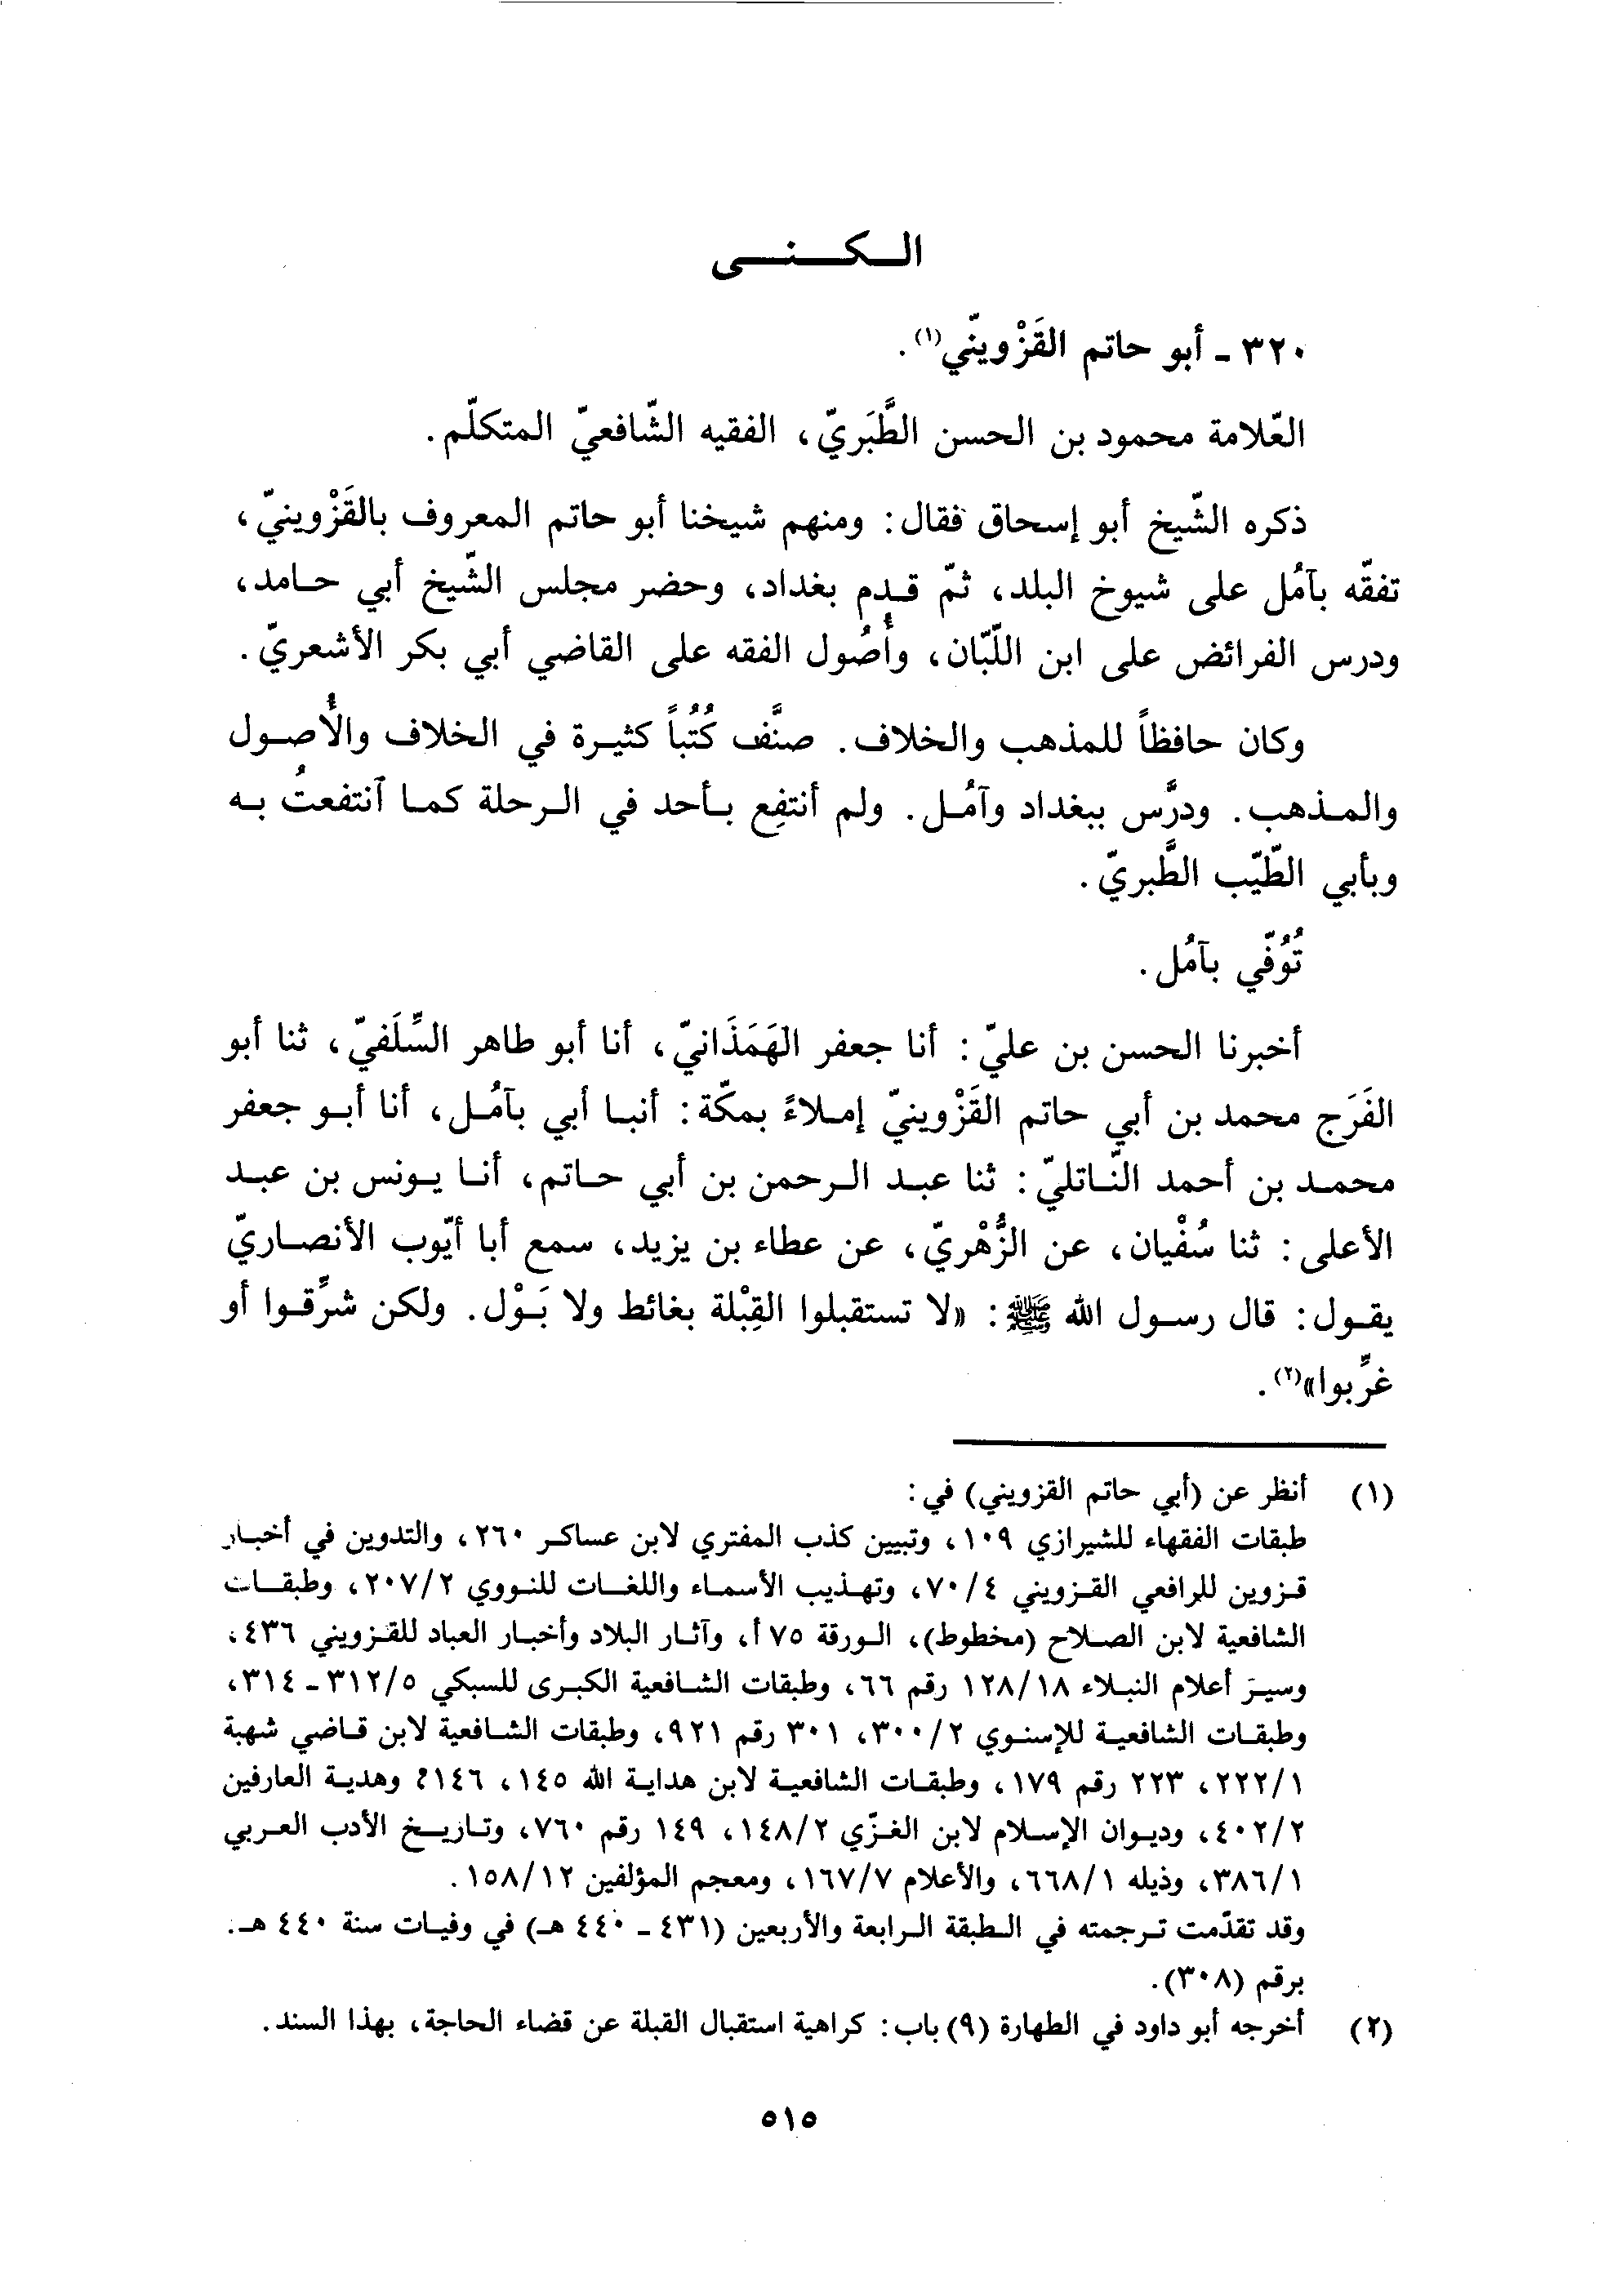 الكنى
٣٢٠ - أبو حاتم القَزْوينّي(١).
العّلامة محمود بن الحسن الطَّبَريّ، الفقيه الشّافعيّ المتكلّم.
ذكره الشّيخ أبو إسحاق فقال: ومنهم شيخنا أبو حاتم المعروف بالقَزْوينيّ،
تفقّه بآمُل على شيوخ البلد، ثمّ قدِم بغداد، وحضر مجلس الشّيخ أبي حامد،
ودرس الفرائض على ابن اللّبّان، وأُصُول الفقه على القاضي أبي بكر الأشعريّ.
وكان حافظاً للمذهب والخلاف. صنَّف كُتُباً كثيرة في الخلاف والأُصول
والمذهب. ودرَّس ببغداد وآمُل. ولم أنتفِع بأحد في الرحلة كما آنتفعتُ به
وبأبي الطّيّب الطَّبريّ.
تُوُفّي بآمُل.
أخبرنا الحسن بن عليّ: أنا جعفر الهَمَذَانيّ، أنا أبو طاهر السِّلَفيّ، ثنا أبو
الفَرَج محمد بن أبي حاتم القَزْوينيّ إملاءً بمكّة: أنبا أبي بآمُل، أنا أبو جعفر
محمد بن أحمد النّاتليّ: ثنا عبد الرحمن بن أبي حاتم، أنا يونس بن عبد
الأعلى: ثنا سُفْيان، عن الزُّهْريّ، عن عطاء بن يزيد، سمع أبا أيّوب الأنصاريّ
يقول: قال رسول الله ﷺ: «لا تستقبلوا القِبْلة بغائط ولا بَوْل. ولكن شرِّقوا أو
غرِّبوا»(٢).
(١) أنظر عن (أبي حاتم القزويني) في:
طبقات الفقهاء للشيرازي ١٠٩، وتبيين كذب المفتري لابن عساكر ٢٦٠، والتدوين في أخبار
قزوين للرافعي القزويني ٧٠/٤، وتهذيب الأسماء واللغات للنووي ٢٠٧/٢، وطبقات
الشافعية لابن الصلاح (مخطوط)، الورقة ٧٥ أ، وآثار البلاد وأخبار العباد للقزويني ٤٣٦،
وسير أعلام النبلاء ١٢٨/١٨ رقم ٦٦، وطبقات الشافعية الكبرى للسبكي ٣١٢/٥ - ٣١٤،
وطبقات الشافعية للإسنوي ٣٠٠/٢، ٣٠١ رقم ٩٢١، وطبقات الشافعية لابن قاضي شهبة
٢٢٢/١، ٢٢٣ رقم ١٧٩، وطبقات الشافعية لابن هداية الله ١٤٥، ١٤٦، وهدية العارفين
٤٠٢/٢، وديوان الإسلام لابن الغزّي ١٤٨/٢، ١٤٩ رقم ٧٦٠، وتاريخ الأدب العربي
٣٨٦/١، وذيله ٦٦٨/١، والأعلام ١٦٧/٧، ومعجم المؤلفين ١٥٨/١٢.
وقد تقدّمت ترجمته في الطبقة الرابعة والأربعين (٤٣١ - ٤٤٠ هـ) في وفيات سنة ٤٤٠ هـ.
برقم (٣٠٨).
(٢) أخرجه أبو داود في الطهارة (٩) باب: كراهية استقبال القبلة عن قضاء الحاجة، بهذا السند.
٥١٥